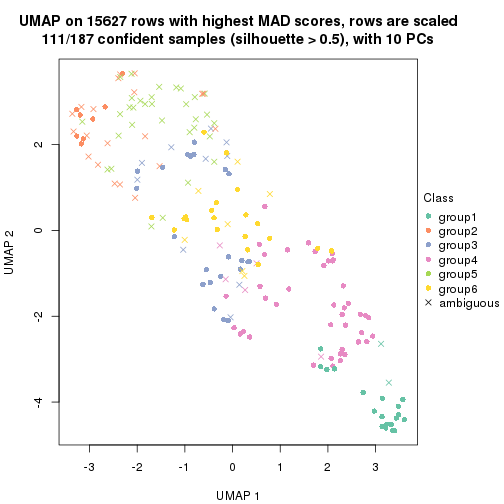 UMAP on 15627 rows with highest MAD scores, rows are scaled
111/187 confident samples (silhouette > 0.5), with 10 PCs
2
0
-2
-4
UMAP 2
-3 -2 -1 0 1 2 3
UMAP 1
Class
group1
group2
group3
group4
group5
group6
ambiguous